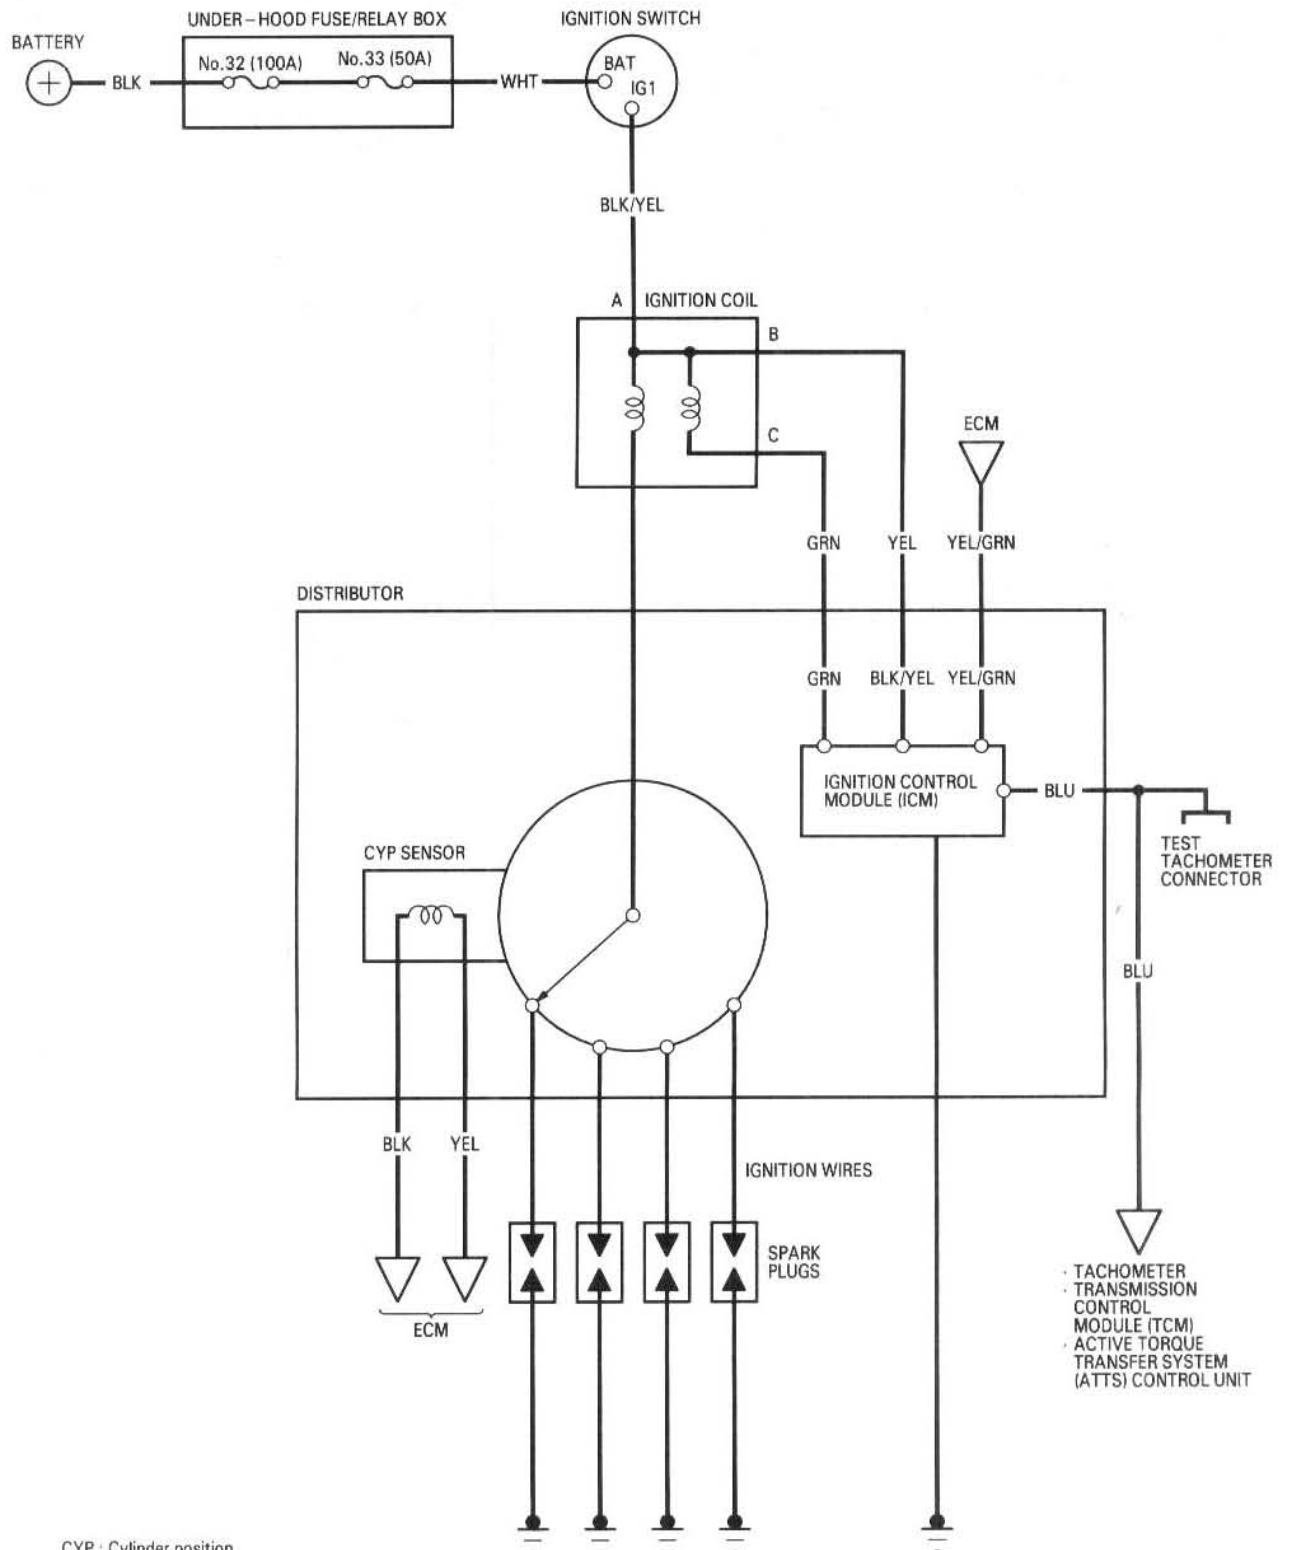 UNDER-HOOD FUSE/RELAY BOX
IGNITION SWITCH
BATTERY
No.32 (100A)
No.33 (50A)
BAT
+
BLK
WHT
IG1
BLK/YEL
A
IGNITION COIL
B
C
ECM
GRN
YEL
YEL/GRN
DISTRIBUTOR
GRN
BLK/YEL
YEL/GRN
IGNITION CONTROL
MODULE (ICM)
BLU
TEST
TACHOMETER
CONNECTOR
CYP SENSOR
BLU
BLK
YEL
IGNITION WIRES
SPARK
PLUGS
ECM
· TACHOMETER
· TRANSMISSION
CONTROL
MODULE (TCM)
· ACTIVE TORQUE
TRANSFER SYSTEM
(ATTS) CONTROL UNIT
CYP : Cylinder position